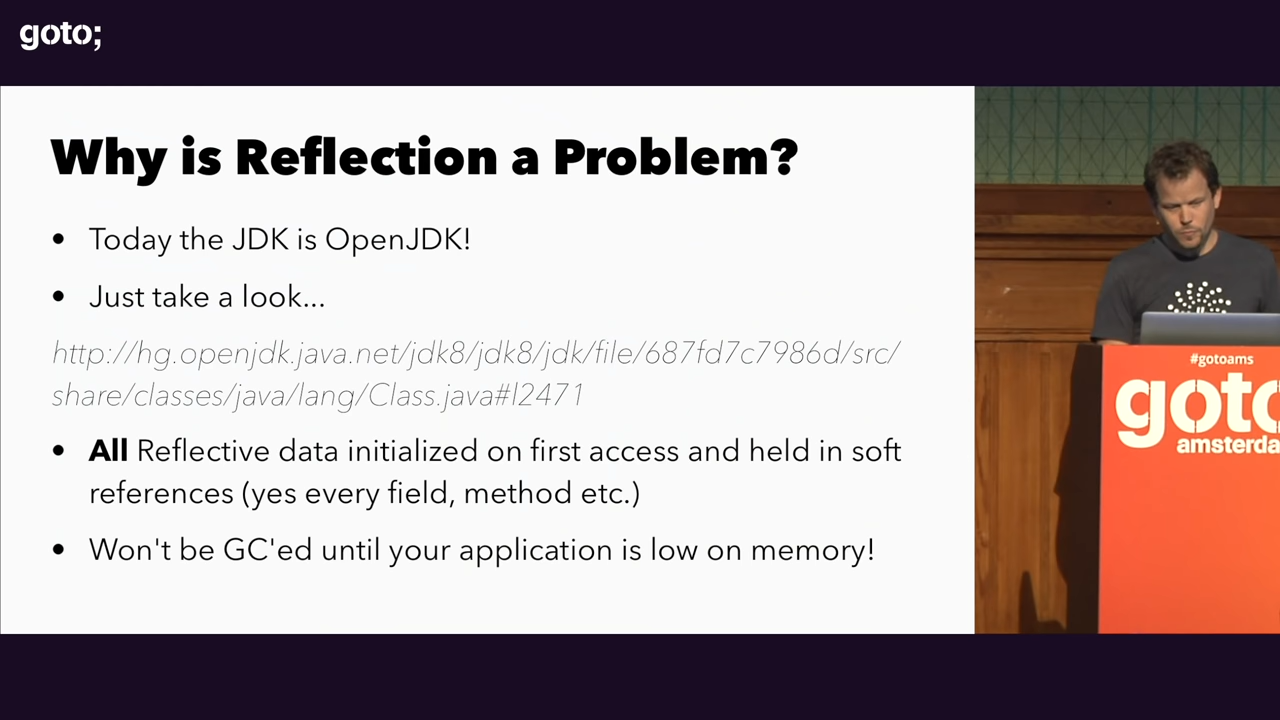 goto;
Why is Reflection a Problem?
• Today the JDK is OpenJDK!
• Just take a look...
http://hg.openjdk.java.net/jdk8/jdk8/jdk/file/687fd7c7986d/src/
share/classes/java/lang/Class.java#l2471
• All Reflective data initialized on first access and held in soft
references (yes every field, method etc.)
• Won't be GC'ed until your application is low on memory!
#gotoams
goto
amsterda